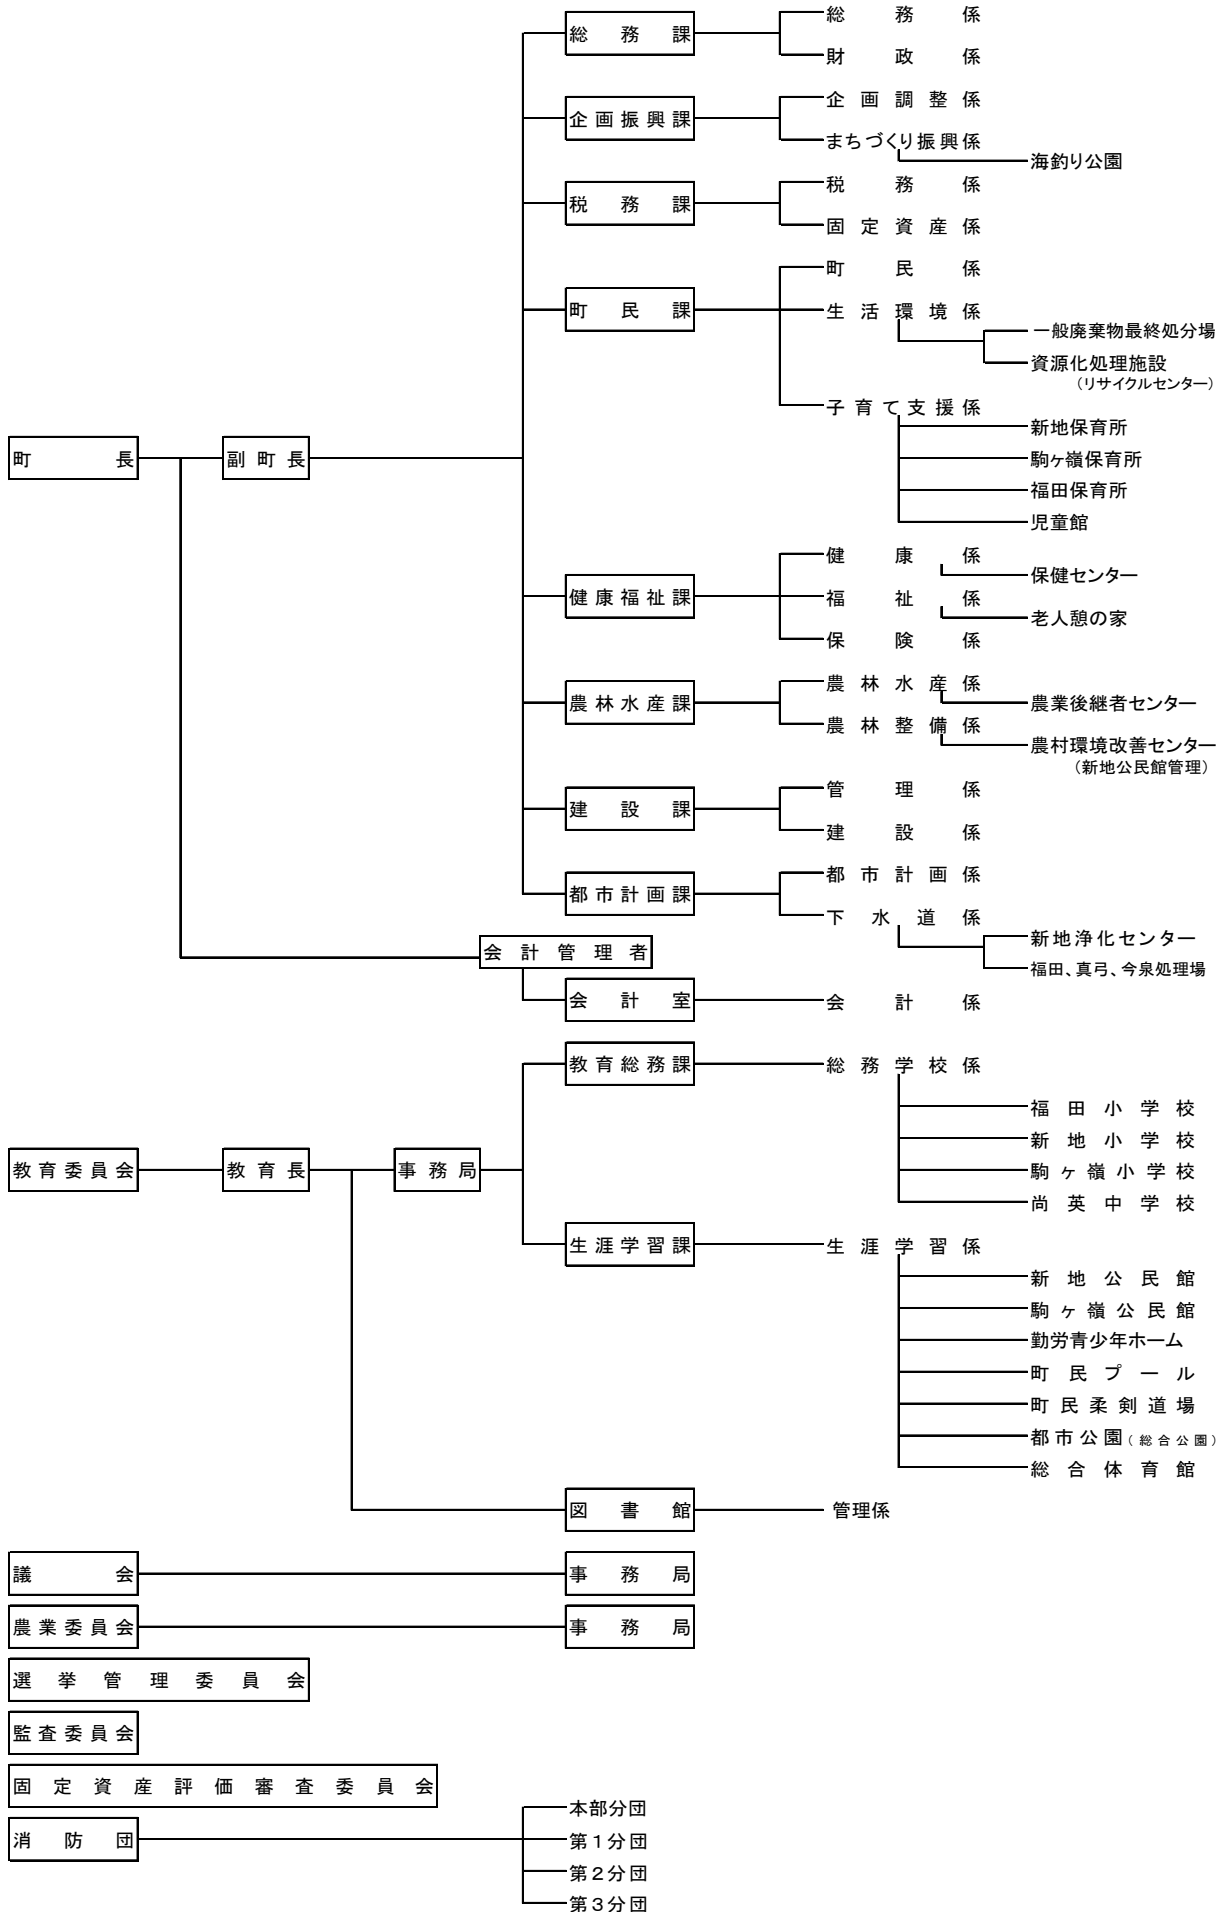 総務課
総務係
財政係
企画振興課
企画調整係
まちづくり振興係
海釣り公園
税務課
税務係
固定資産係
町民課
町民係
生活環境係
一般廃棄物最終処分場
資源化処理施設
（リサイクルセンター）
子育て支援係
新地保育所
駒ヶ嶺保育所
福田保育所
児童館
町長
副町長
健康福祉課
健康係
保健センター
福祉係
老人憩の家
保険係
農林水産課
農林水産係
農業後継者センター
農林整備係
農村環境改善センター
（新地公民館管理）
建設課
管理係
建設係
都市計画課
都市計画係
下水道係
新地浄化センター
福田、真弓、今泉処理場
会計管理者
会計室
会計係
教育委員会
教育長
事務局
教育総務課
総務学校係
福田小学校
新地小学校
駒ヶ嶺小学校
尚英中学校
生涯学習課
生涯学習係
新地公民館
駒ヶ嶺公民館
勤労青少年ホーム
町民プール
町民柔剣道場
都市公園（総合公園）
総合体育館
図書館
管理係
議会
事務局
農業委員会
事務局
選挙管理委員会
監査委員会
固定資産評価審査委員会
消防団
本部分団
第１分団
第２分団
第３分団